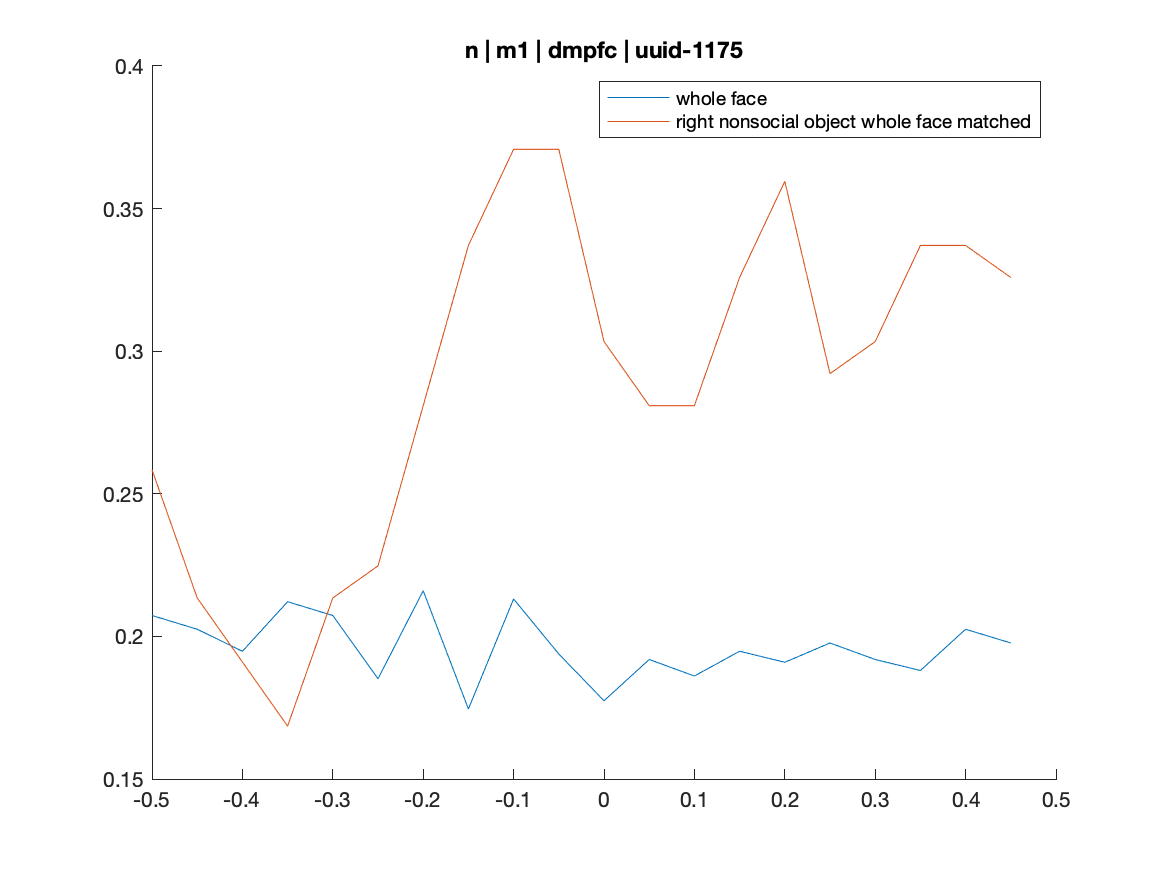 n | m1 | dmpfc | uuid-1175
whole face
right nonsocial object whole face matched
0.4
0.35
0.3
0.25
0.2
0.15
-0.5 -0.4 -0.3 -0.2 -0.1 0 0.1 0.2 0.3 0.4 0.5